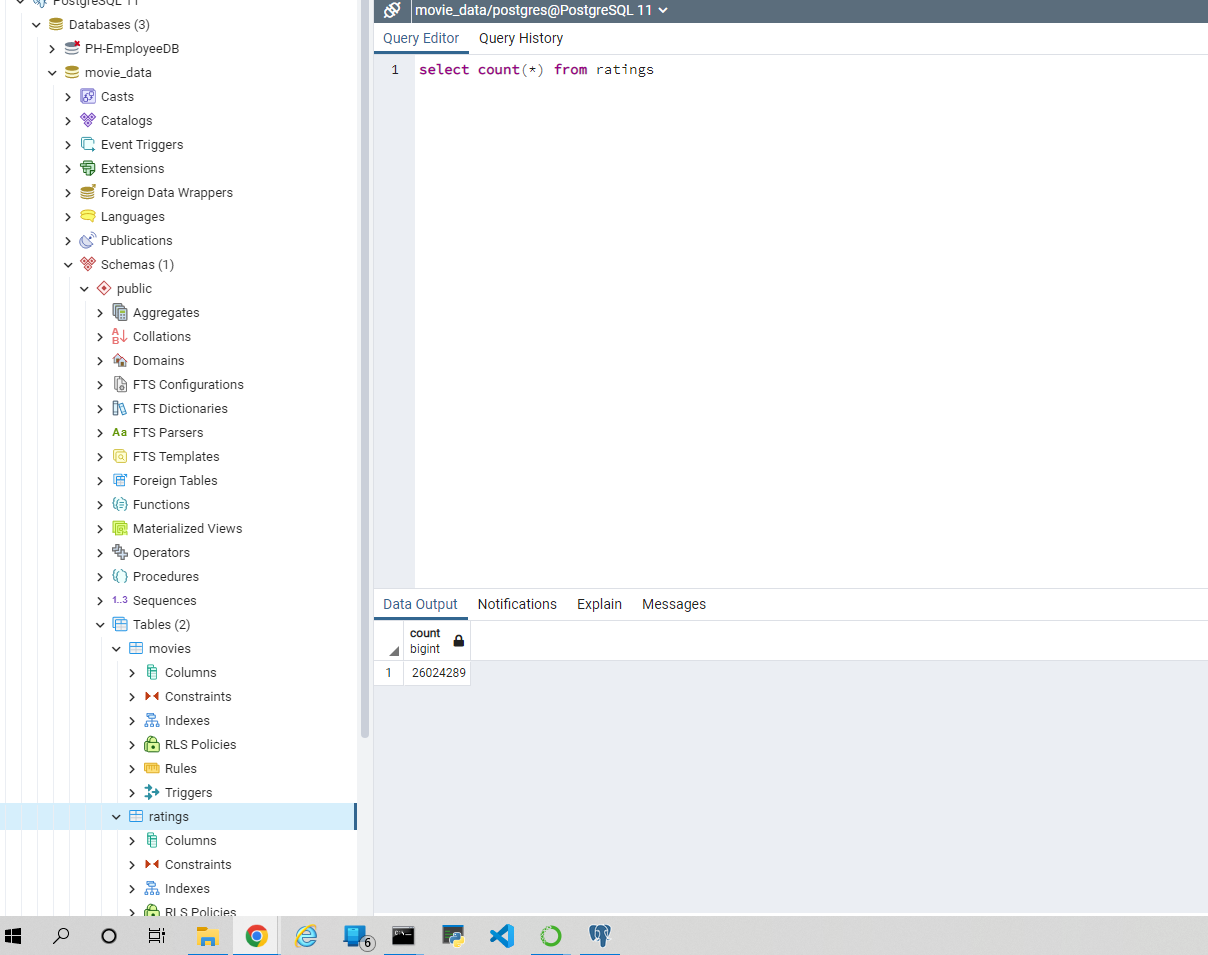 PostgreSQL 11
Databases (3)
PH-EmployeeDB
movie_data
Casts
Catalogs
Event Triggers
Extensions
Foreign Data Wrappers
Languages
Publications
Schemas (1)
public
Aggregates
Collations
Domains
FTS Configurations
FTS Dictionaries
Aa FTS Parsers
FTS Templates
Foreign Tables
Functions
Materialized Views
Operators
Procedures
1..3 Sequences
Tables (2)
movies
Columns
Constraints
Indexes
RLS Policies
Rules
Triggers
ratings
Columns
Constraints
Indexes
RLS Policies
movie_data/postgres@PostgreSQL 11
Query Editor Query History
1 select count(*) from ratings
Data Output Notifications Explain Messages
count
bigint
1 26024289
6